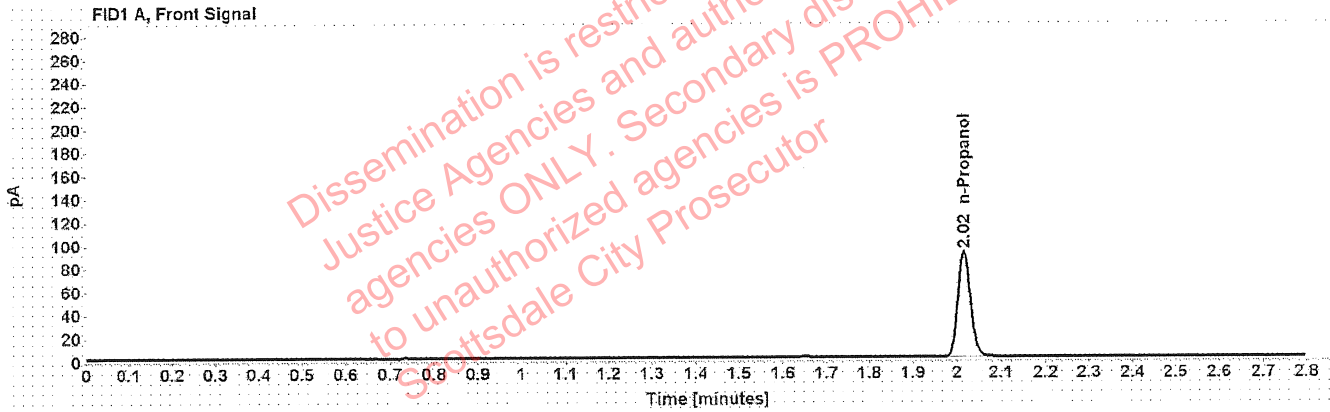 FID1 A, Front Signal
280
260
240
220
200
180
160
140
120
100
80
60
40
20
0
pA
2.02 n-Propanol
0 0.1 0.2 0.3 0.4 0.5 0.6 0.7 0.8 0.9 1 1.1 1.2 1.3 1.4 1.5 1.6 1.7 1.8 1.9 2 2.1 2.2 2.3 2.4 2.5 2.6 2.7 2.8
Time [minutes]
Dissemination is
Justice Agencies and
agencies ONLY. Secondary
to unauthorized agencies is
Scottsdale City Prosecutor